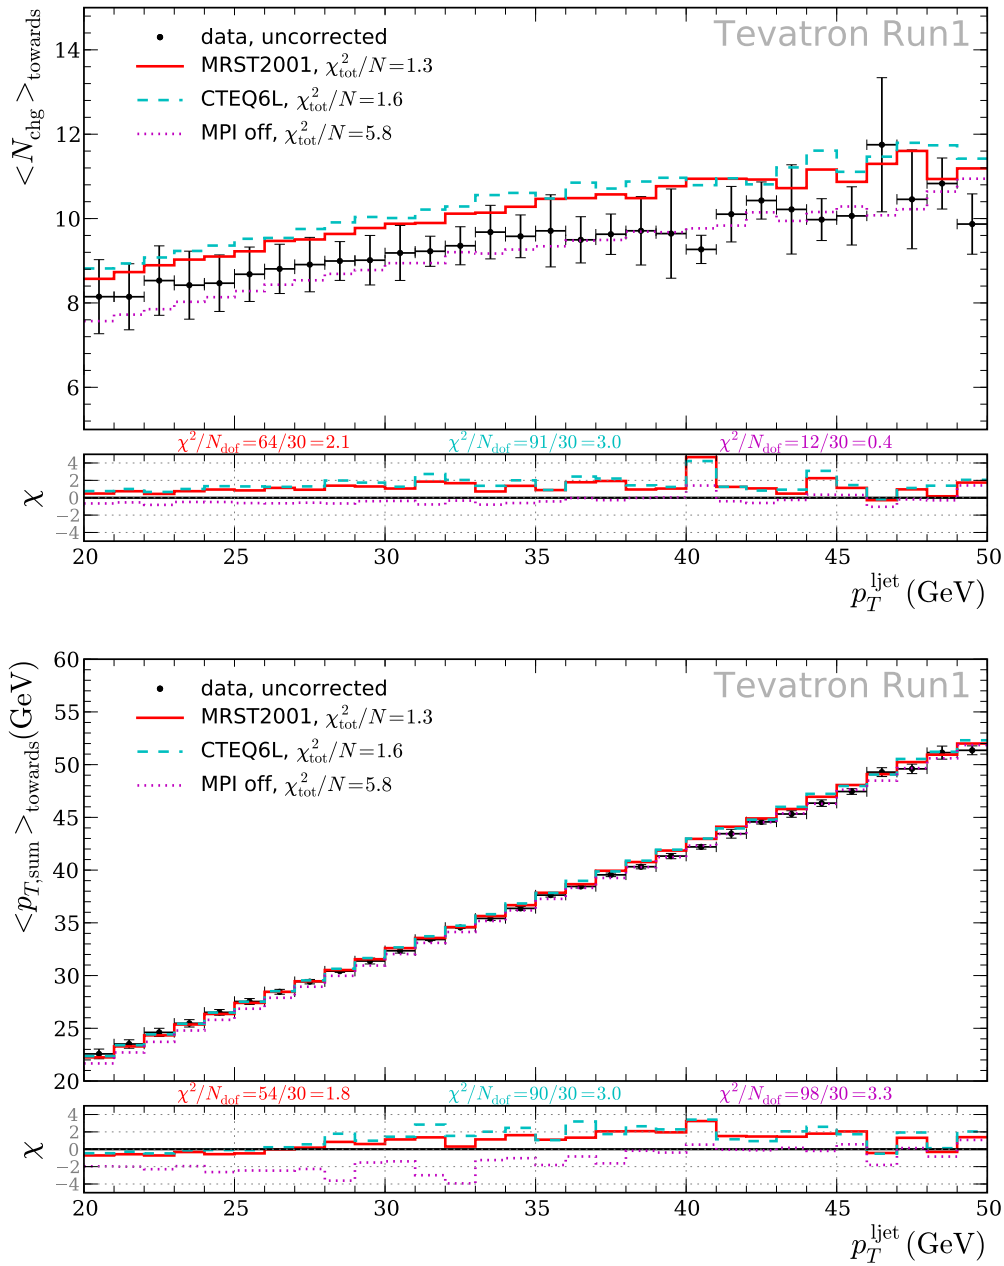 Tevatron Run1
data, uncorrected
MRST2001, χ²tot/N=1.3
CTEQ6L, χ²tot/N=1.6
MPI off, χ²tot/N=5.8
<Nchg>towards
14
12
10
8
6
χ²/Ndof=64/30=2.1 χ²/Ndof=91/30=3.0 χ²/Ndof=12/30=0.4
χ
4
2
0
−2
−4
20 25 30 35 40 45 50
pT ljet (GeV)
Tevatron Run1
data, uncorrected
MRST2001, χ²tot/N=1.3
CTEQ6L, χ²tot/N=1.6
MPI off, χ²tot/N=5.8
<pT,sum>towards(GeV)
60
55
50
45
40
35
30
25
20
χ²/Ndof=54/30=1.8 χ²/Ndof=90/30=3.0 χ²/Ndof=98/30=3.3
χ
4
2
0
−2
−4
20 25 30 35 40 45 50
pT ljet (GeV)